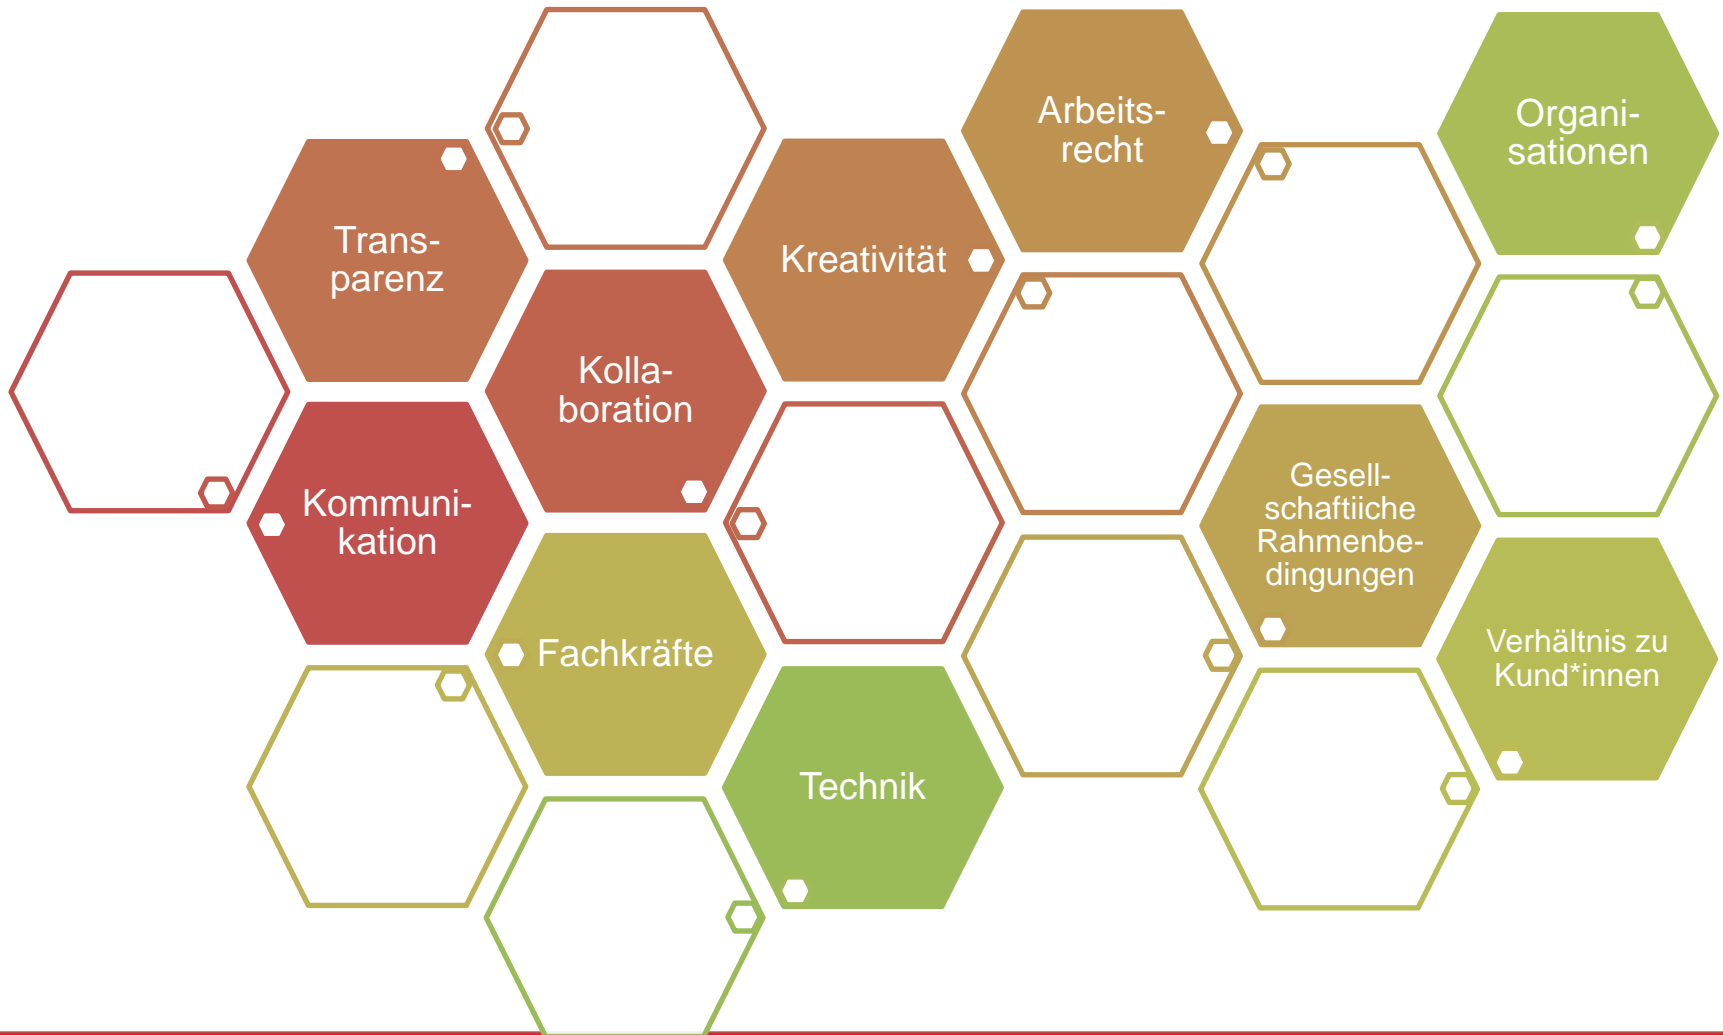 Arbeits-
recht
Organi-
sationen
Trans-
parenz
Kreativität
Kolla-
boration
Kommuni-
kation
Gesell-
schaftiiche
Rahmenbe-
dingungen
Fachkräfte
Verhältnis zu
Kund*innen
Technik